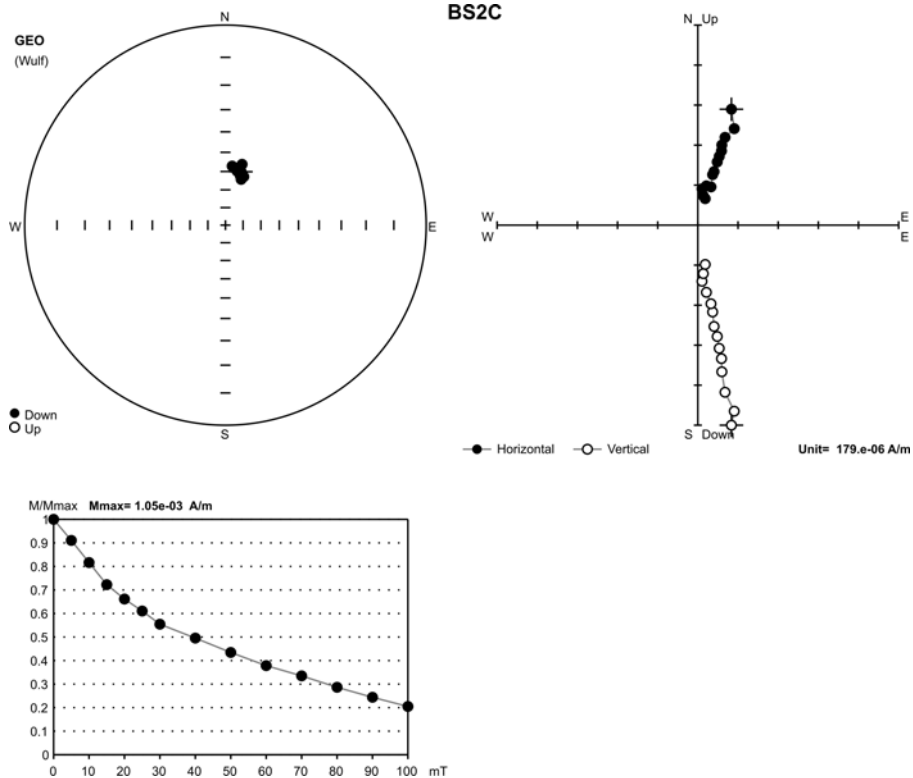 BS2C
GEO
(Wulf)
N
W
E
S
Down
Up
N Up
W
W
E
E
S Down
Horizontal
Vertical
Unit= 179.e-06 A/m
M/Mmax Mmax= 1.05e-03 A/m
1
0.9
0.8
0.7
0.6
0.5
0.4
0.3
0.2
0.1
0
0 10 20 30 40 50 60 70 80 90 100 mT